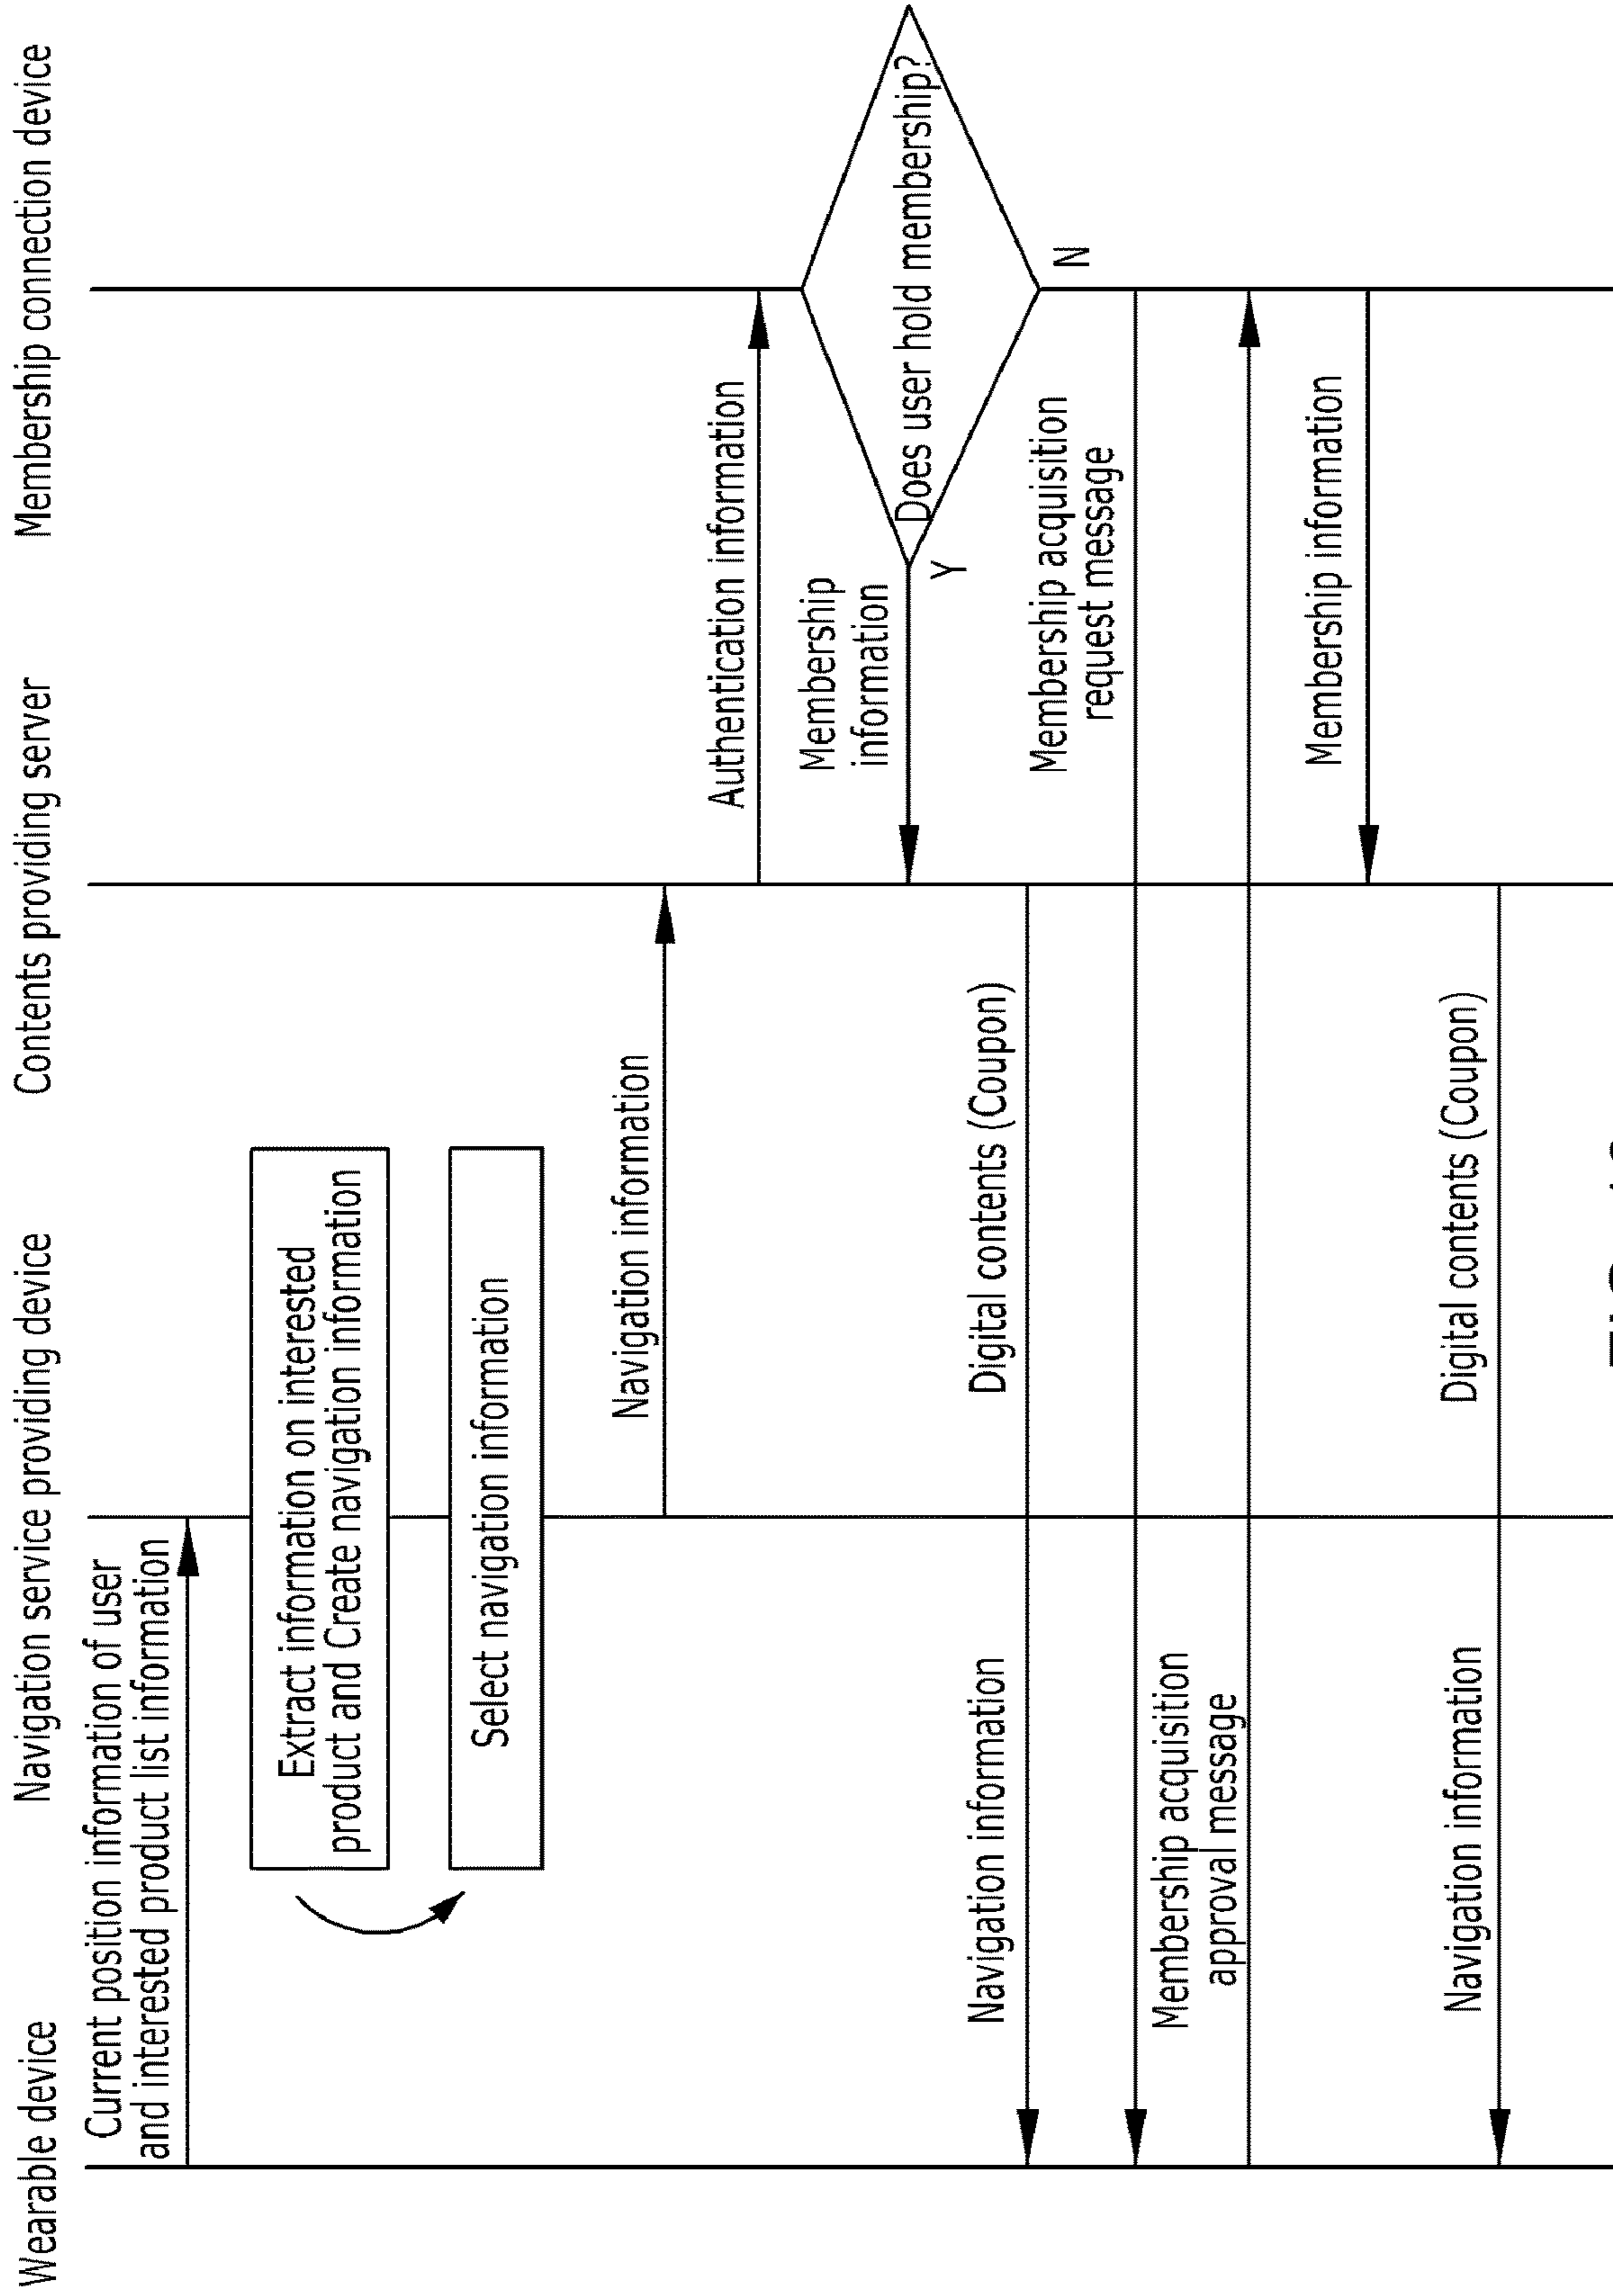 Wearable device
Navigation service providing device
Contents providing server
Membership connection device
Current position information of user
and interested product list information
Extract information on interested
product and Create navigation information
Select navigation information
Navigation information
Authentication information
Membership
information
Does user hold membership?
Y
N
Navigation information
Digital contents (Coupon)
Membership acquisition
request message
Membership acquisition
approval message
Membership information
Navigation information
Digital contents (Coupon)